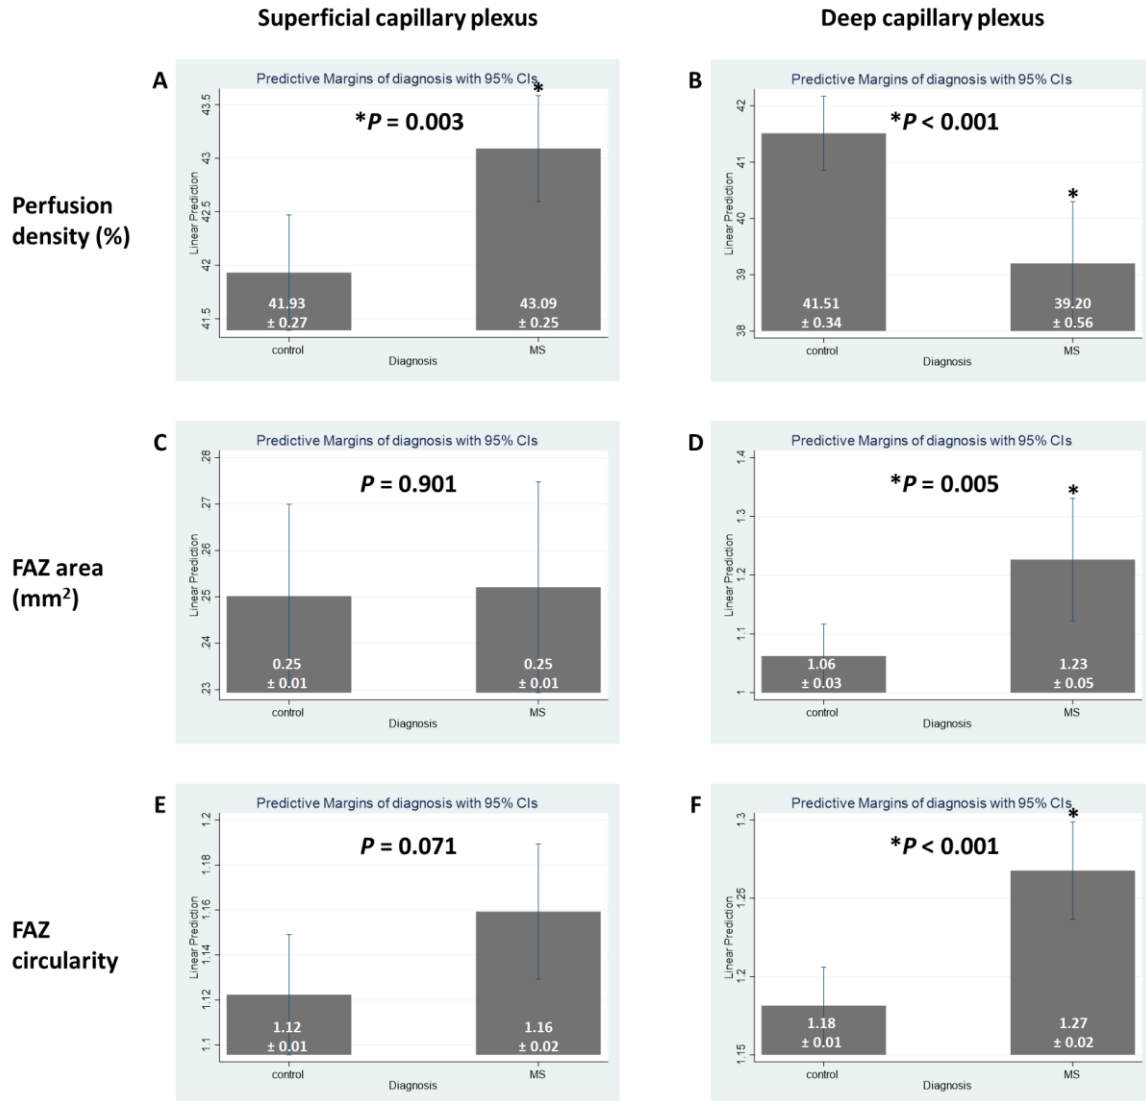 Superficial capillary plexus
Deep capillary plexus
Perfusion
density (%)
A
Predictive Margins of diagnosis with 95% CIs
*
*P = 0.003
Linear Prediction
43.5
43
42.5
42
41.5
41.93
± 0.27
43.09
± 0.25
control
MS
Diagnosis
B
Predictive Margins of diagnosis with 95% CIs
*P < 0.001
*
Linear Prediction
42
41
40
39
38
41.51
± 0.34
39.20
± 0.56
control
MS
Diagnosis
FAZ area
(mm²)
C
Predictive Margins of diagnosis with 95% CIs
P = 0.901
Linear Prediction
.28
.27
.26
.25
.24
.23
0.25
± 0.01
0.25
± 0.01
control
MS
Diagnosis
D
Predictive Margins of diagnosis with 95% CIs
*P = 0.005
*
Linear Prediction
1.4
1.3
1.2
1.1
1
1.06
± 0.03
1.23
± 0.05
control
MS
Diagnosis
FAZ
circularity
E
Predictive Margins of diagnosis with 95% CIs
P = 0.071
Linear Prediction
1.2
1.18
1.16
1.14
1.12
1.1
1.12
± 0.01
1.16
± 0.02
control
MS
Diagnosis
F
Predictive Margins of diagnosis with 95% CIs
*
*P < 0.001
Linear Prediction
1.3
1.25
1.2
1.15
1.18
± 0.01
1.27
± 0.02
control
MS
Diagnosis